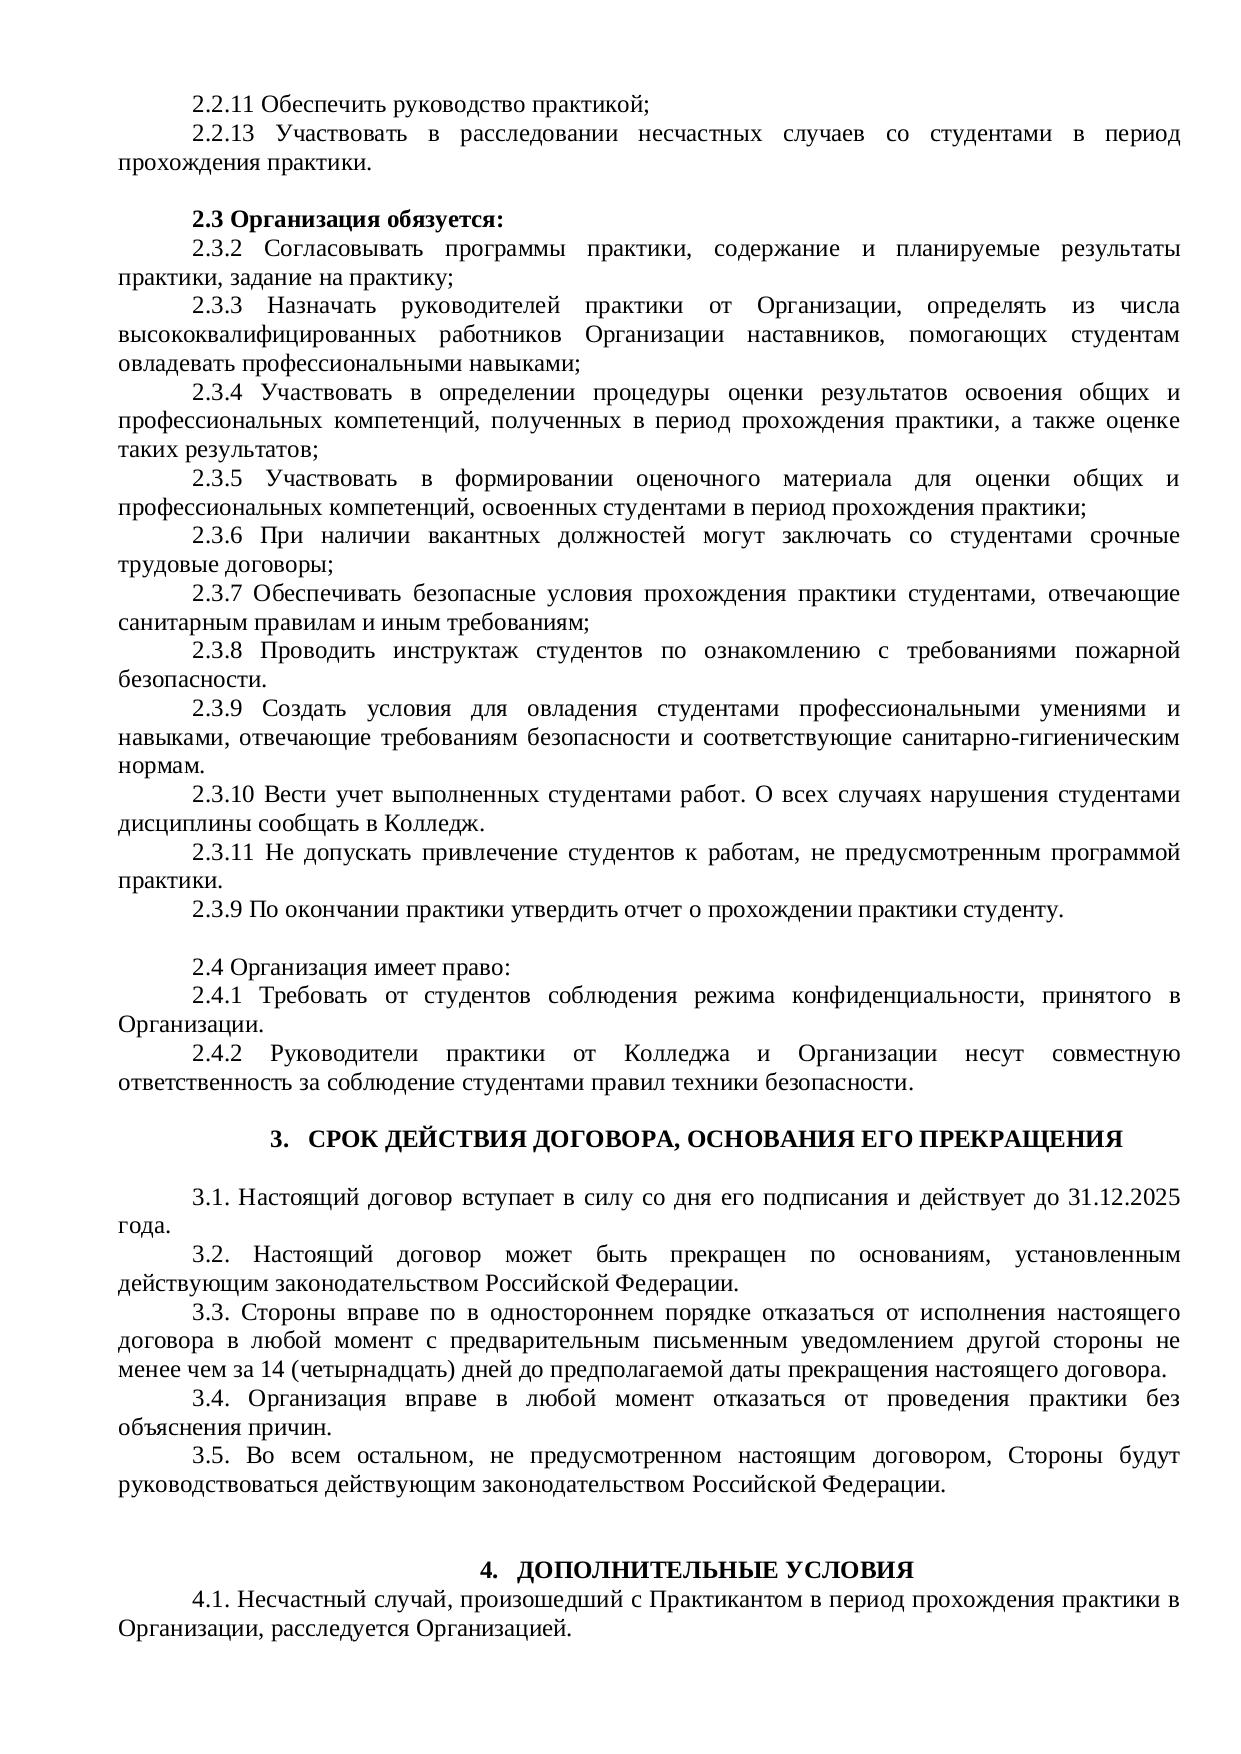 2.2.11 Обеспечить руководство практикой;
2.2.13 Участвовать в расследовании несчастных случаев со студентами в период
прохождения практики.
2.3 Организация обязуется:
2.3.2 Согласовывать программы практики, содержание и планируемые результаты
практики, задание на практику;
2.3.3 Назначать руководителей практики от Организации, определять из числа
высококвалифицированных работников Организации наставников, помогающих студентам
овладевать профессиональными навыками;
2.3.4 Участвовать в определении процедуры оценки результатов освоения общих и
профессиональных компетенций, полученных в период прохождения практики, а также оценке
таких результатов;
2.3.5 Участвовать в формировании оценочного материала для оценки общих и
профессиональных компетенций, освоенных студентами в период прохождения практики;
2.3.6 При наличии вакантных должностей могут заключать со студентами срочные
трудовые договоры;
2.3.7 Обеспечивать безопасные условия прохождения практики студентами, отвечающие
санитарным правилам и иным требованиям;
2.3.8 Проводить инструктаж студентов по ознакомлению с требованиями пожарной
безопасности.
2.3.9 Создать условия для овладения студентами профессиональными умениями и
навыками, отвечающие требованиям безопасности и соответствующие санитарно-гигиеническим
нормам.
2.3.10 Вести учет выполненных студентами работ. О всех случаях нарушения студентами
дисциплины сообщать в Колледж.
2.3.11 Не допускать привлечение студентов к работам, не предусмотренным программой
практики.
2.3.9 По окончании практики утвердить отчет о прохождении практики студенту.
2.4 Организация имеет право:
2.4.1 Требовать от студентов соблюдения режима конфиденциальности, принятого в
Организации.
2.4.2 Руководители практики от Колледжа и Организации несут совместную
ответственность за соблюдение студентами правил техники безопасности.
3. СРОК ДЕЙСТВИЯ ДОГОВОРА, ОСНОВАНИЯ ЕГО ПРЕКРАЩЕНИЯ
3.1. Настоящий договор вступает в силу со дня его подписания и действует до 31.12.2025
года.
3.2. Настоящий договор может быть прекращен по основаниям, установленным
действующим законодательством Российской Федерации.
3.3. Стороны вправе по в одностороннем порядке отказаться от исполнения настоящего
договора в любой момент с предварительным письменным уведомлением другой стороны не
менее чем за 14 (четырнадцать) дней до предполагаемой даты прекращения настоящего договора.
3.4. Организация вправе в любой момент отказаться от проведения практики без
объяснения причин.
3.5. Во всем остальном, не предусмотренном настоящим договором, Стороны будут
руководствоваться действующим законодательством Российской Федерации.
4. ДОПОЛНИТЕЛЬНЫЕ УСЛОВИЯ
4.1. Несчастный случай, произошедший с Практикантом в период прохождения практики в
Организации, расследуется Организацией.